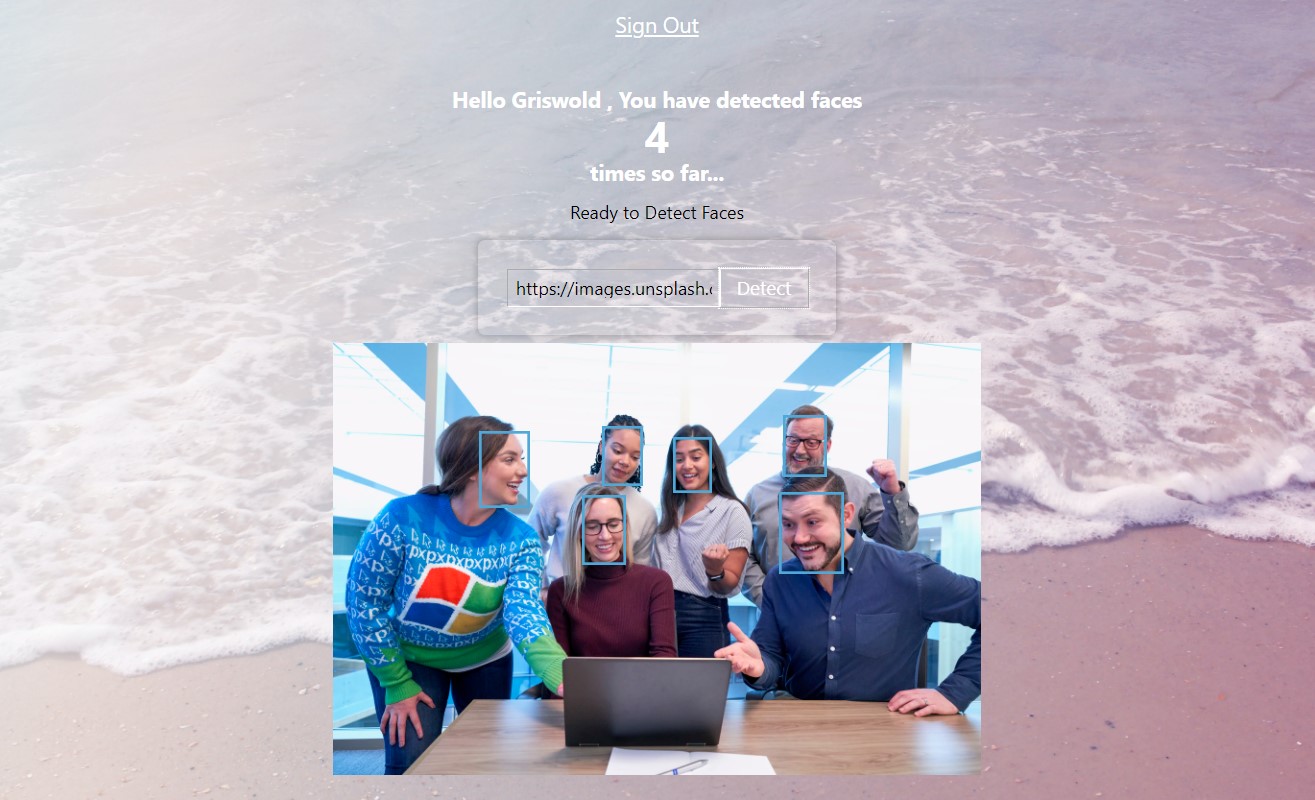 Sign Out
Hello Griswold , You have detected faces
4
times so far...
Ready to Detect Faces
https://images.unsplash.c Detect
pxpxpxpxpx